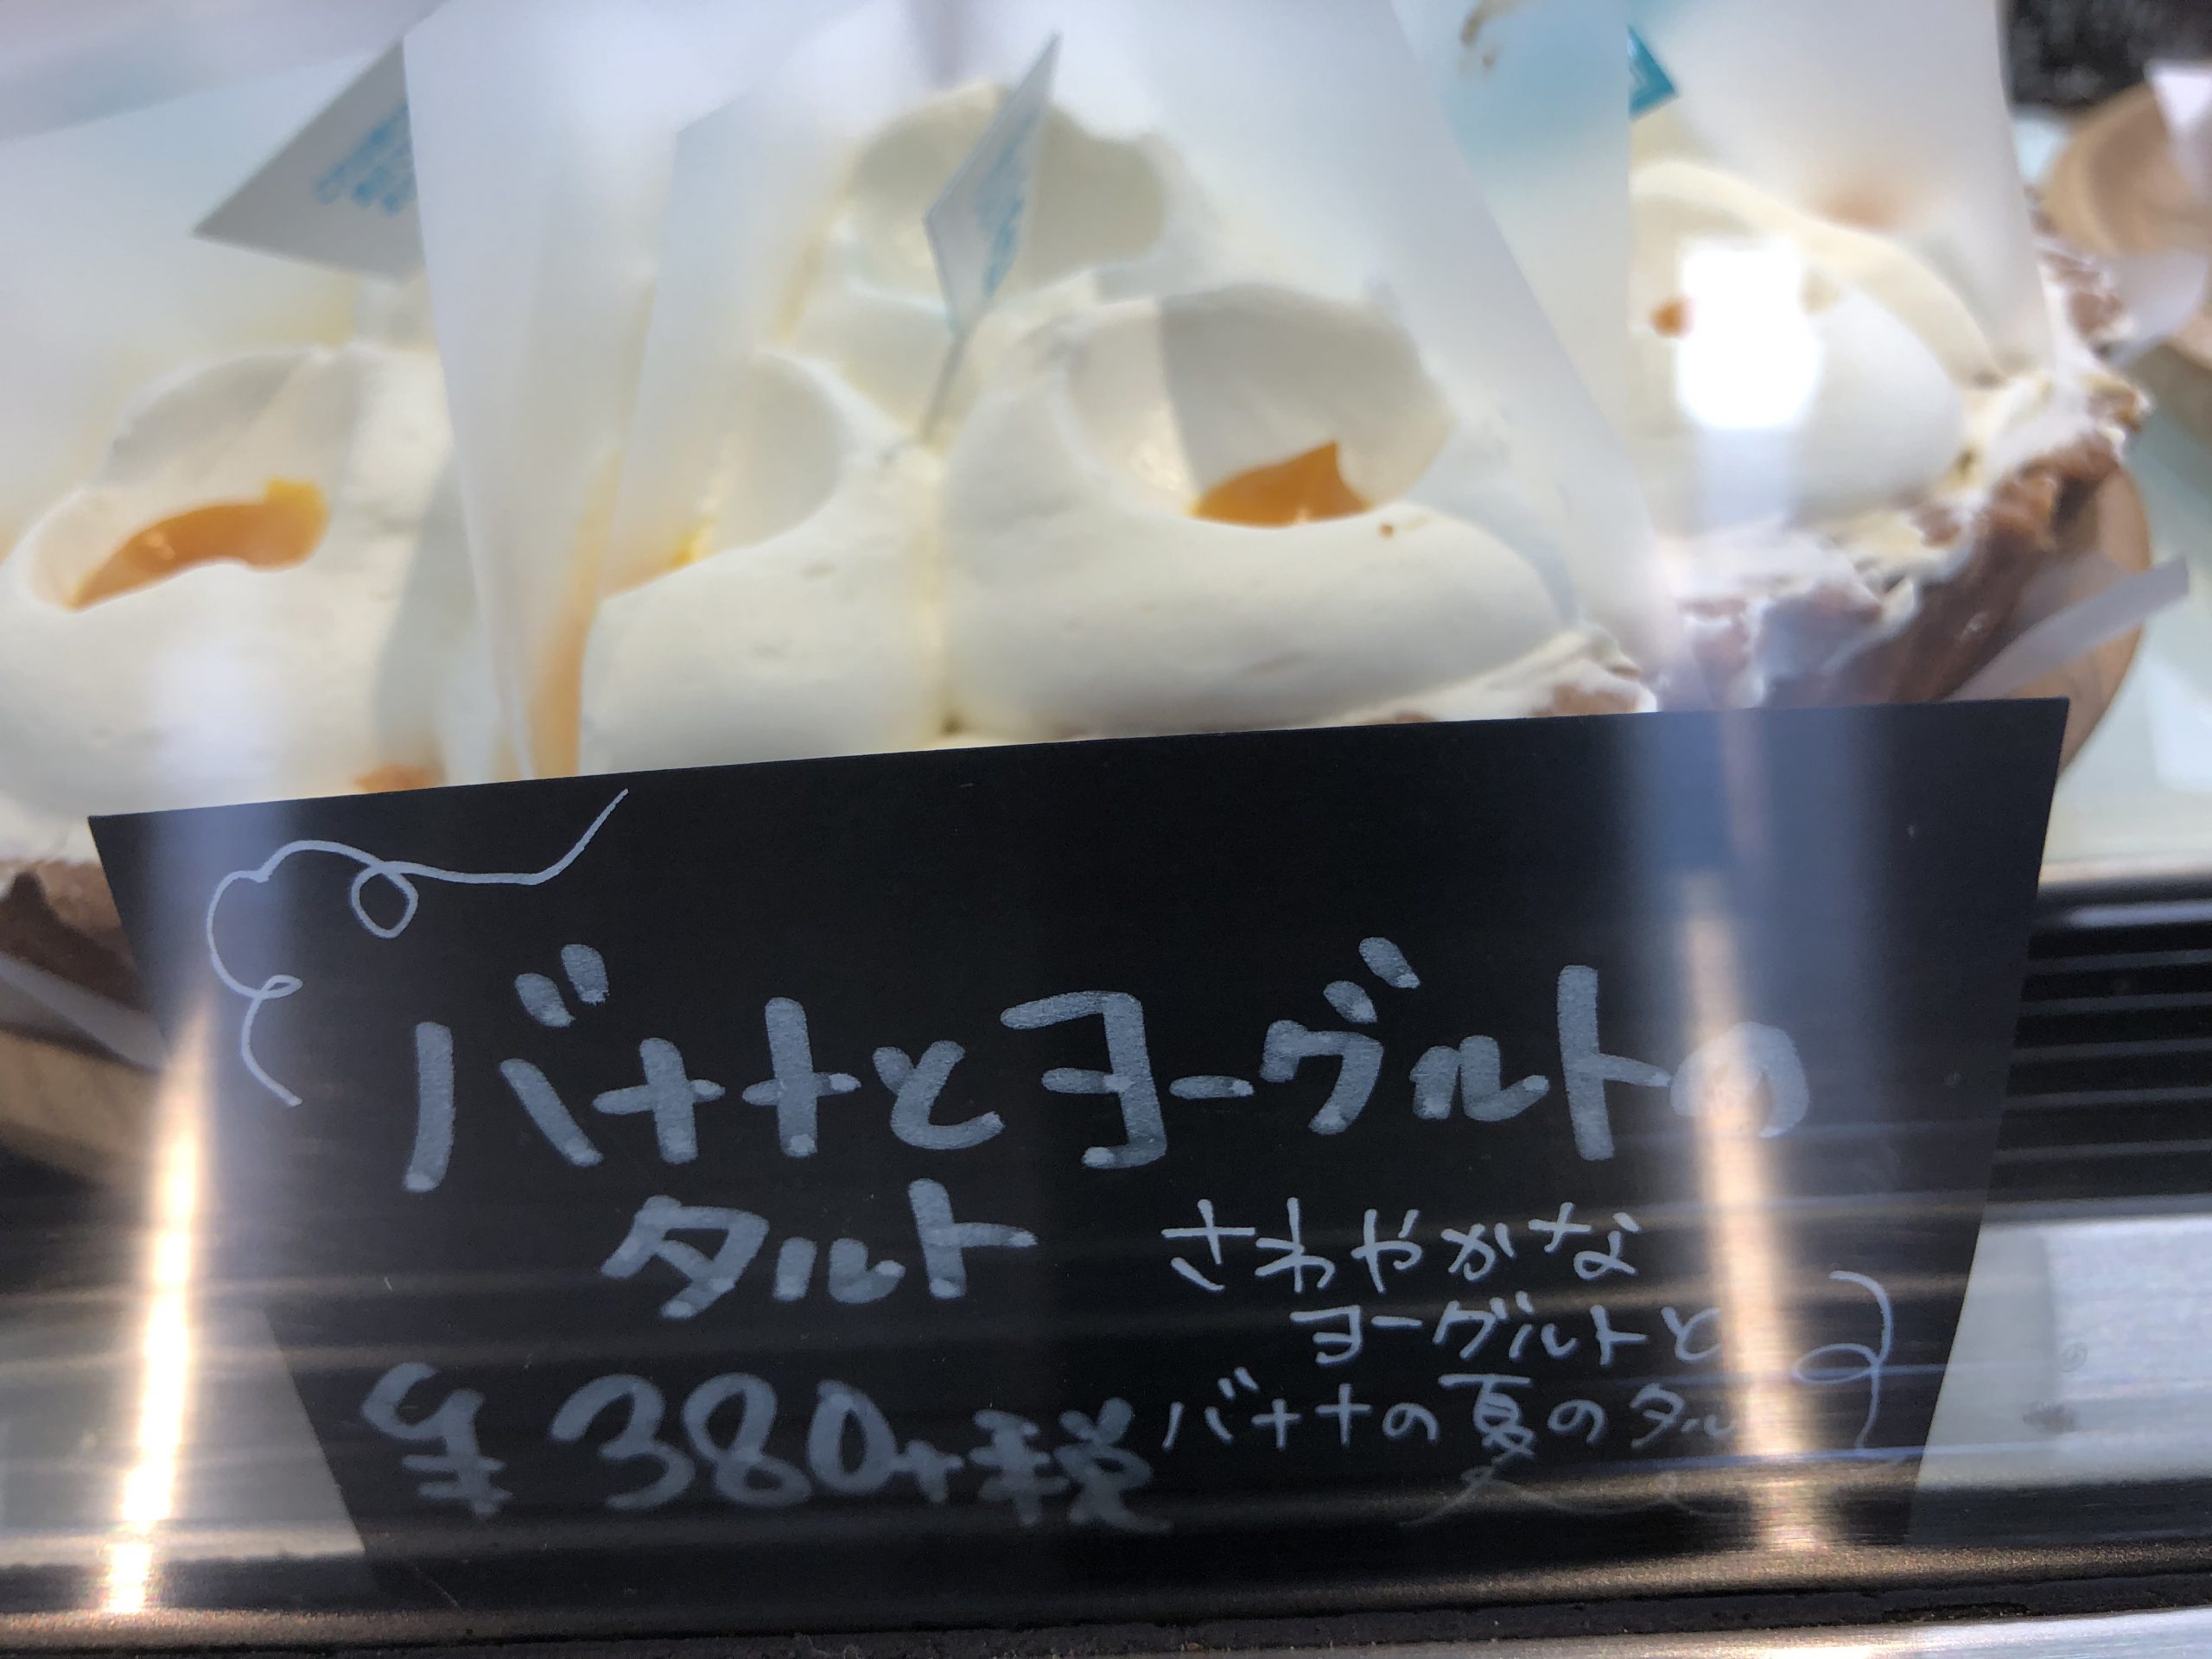 バナナとヨーグルトの
タルト
¥380+税
さわやかな
ヨーグルトと
バナナの夏のタル